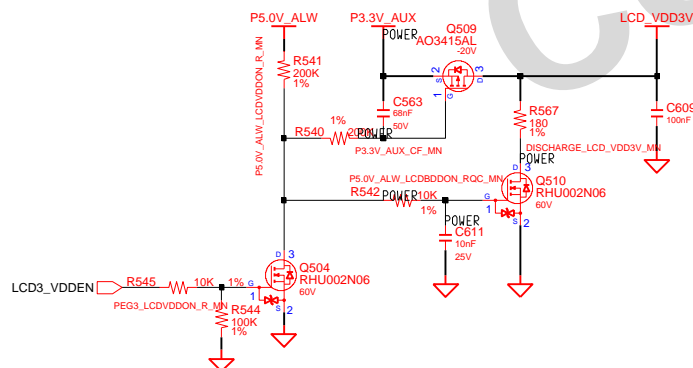 P5.0V_ALW
P3.3V_AUX
LCD_VDD3V
POWER
Q509
AO3415AL
-20V
2
S
D
3
1
G
R541
200K
1%
P5.0V_ALW_LCDVDDON_R_MN
C563
68nF
50V
R567
180
1%
C609
100nF
1%
R540
POWER
P3.3V_AUX_CF_MN
DISCHARGE_LCD_VDD3V_MN
POWER
P5.0V_ALW_LCDBDDON_RQC_MN
R542
POWER
10K
1%
D
3
Q510
RHU002N06
60V
G
1
S
2
POWER
C611
10nF
25V
D
3
Q504
RHU002N06
60V
LCD3_VDDEN
R545
10K
1%
G
1
S
2
PEG3_LCDVDDON_R_MN
R544
100K
1%